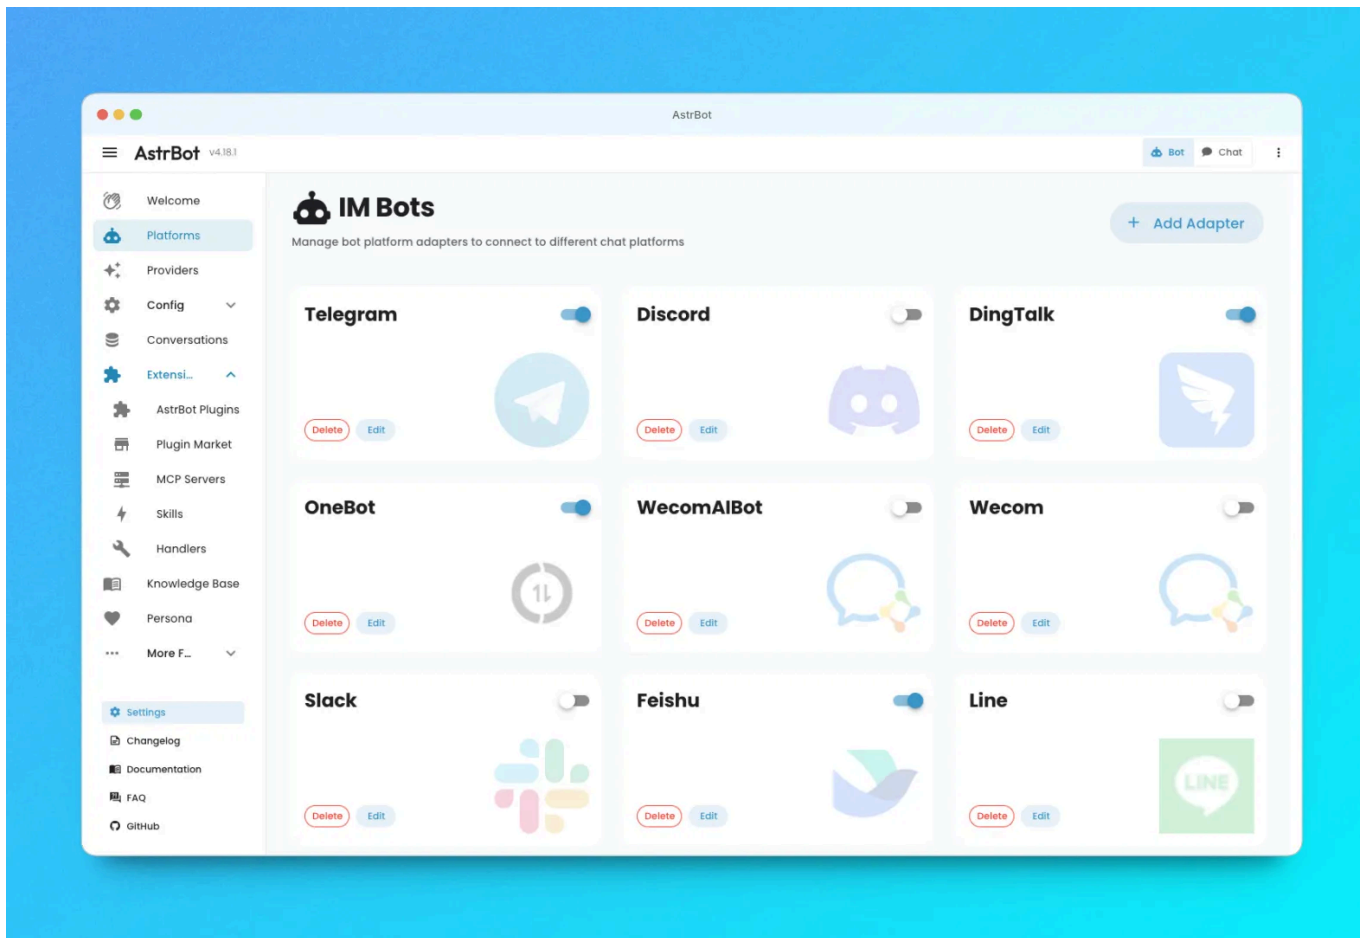 AstrBot
AstrBot v4.18.1
Bot
Chat
Welcome
Platforms
Providers
Config
Conversations
Extensi...
AstrBot Plugins
Plugin Market
MCP Servers
Skills
Handlers
Knowledge Base
Persona
More F...
Settings
Changelog
Documentation
FAQ
GitHub
IM Bots
Manage bot platform adapters to connect to different chat platforms
+ Add Adapter
Telegram
Delete Edit
Discord
Delete Edit
DingTalk
Delete Edit
OneBot
Delete Edit
WecomAIBot
Delete Edit
Wecom
Delete Edit
Slack
Delete Edit
Feishu
Delete Edit
Line
LINE
Delete Edit